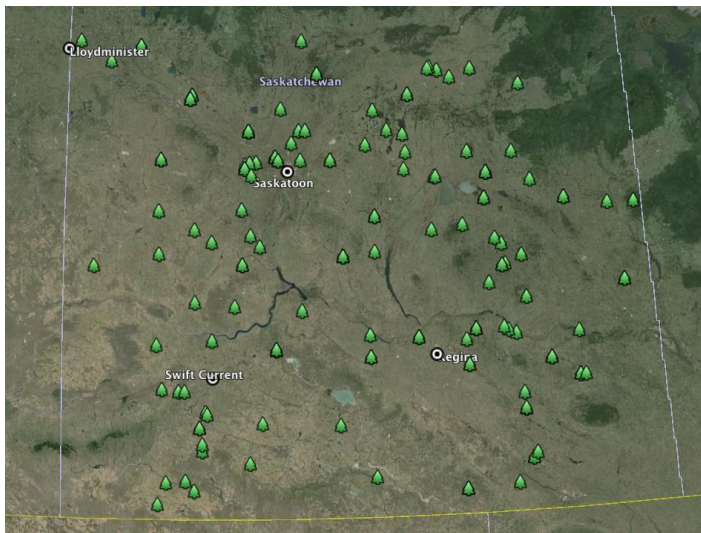 Lloydminister
Saskatchewan
Saskatoon
Regina
Swift Current